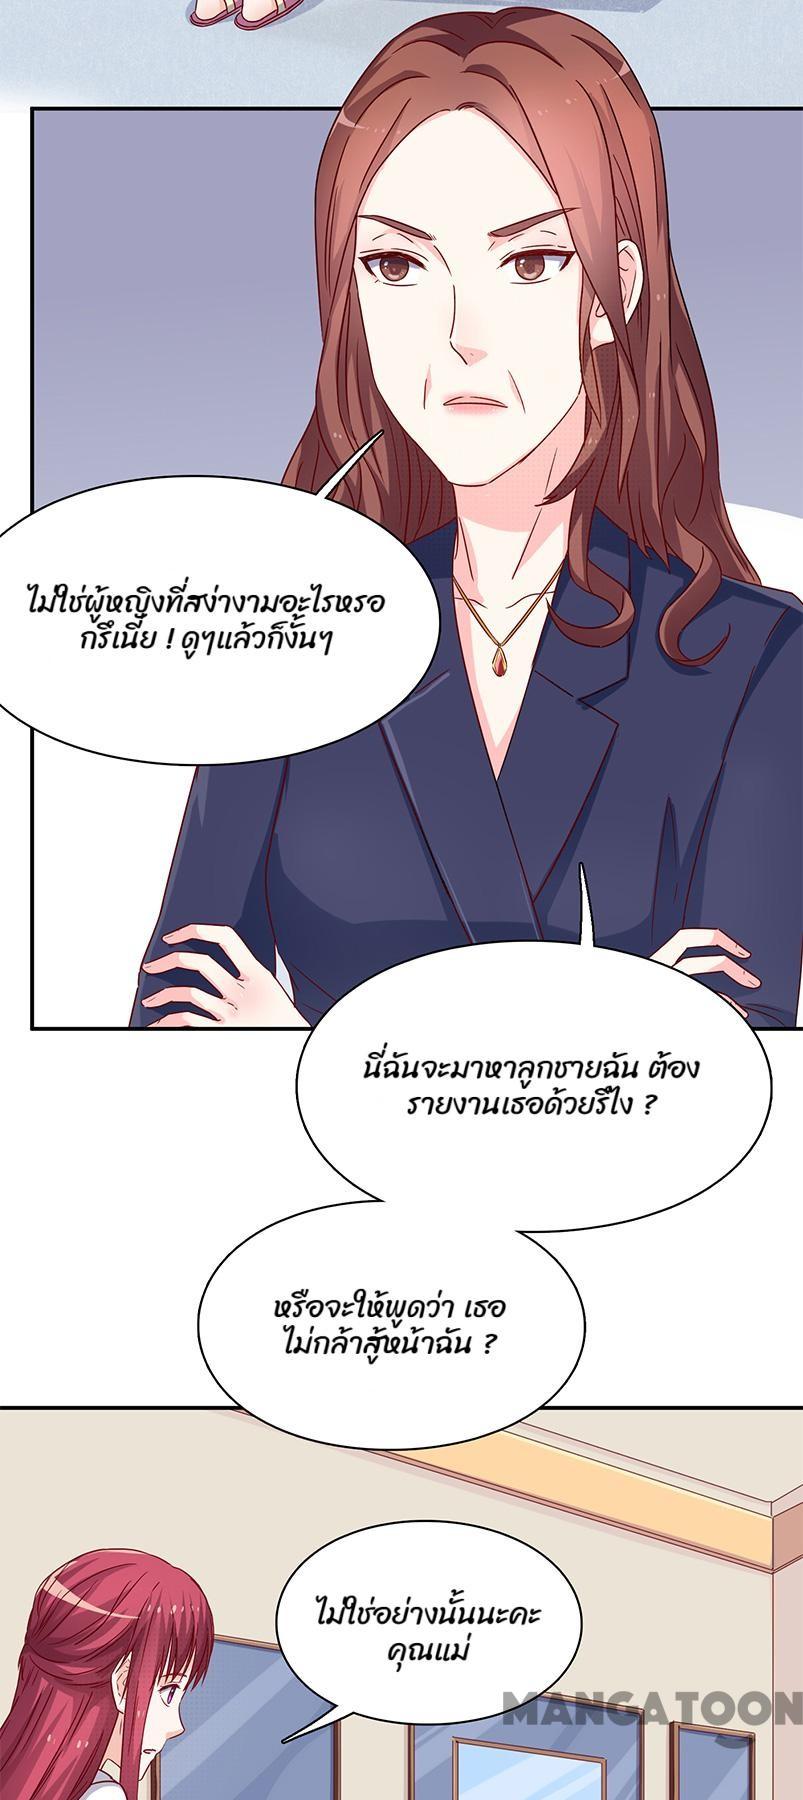 ไม่ใช่ผู้หญิงที่สง่างามอะไรหรอ
กรึเนี่ย ! ดูๆแล้วก็งั้นๆ
นี่ฉันจะมาหาลูกชายฉัน ต้อง
รายงานเธอด้วยรึไง ?
หรือจะให้พูดว่า เธอ
ไม่กล้าสู้หน้าฉัน ?
ไม่ใช่อย่างนั้นนะคะ
คุณแม่
MANGATOON